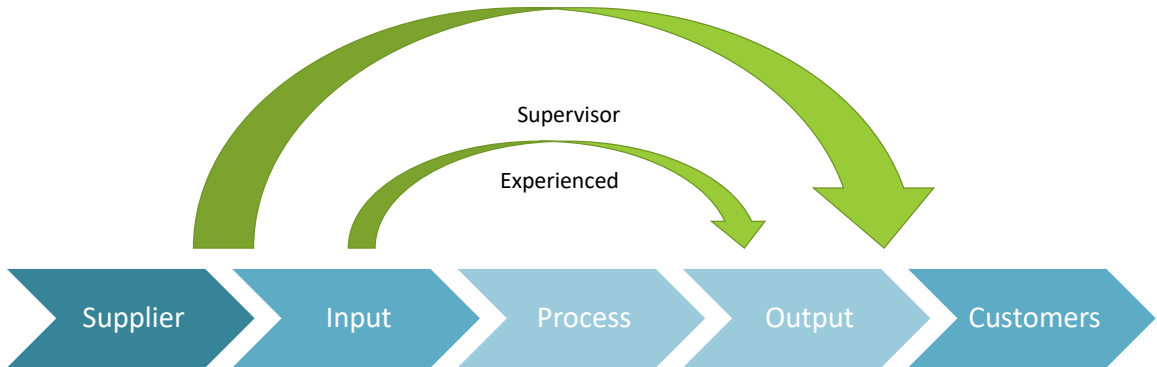 Supervisor
Experienced
Supplier
Input
Process
Output
Customers